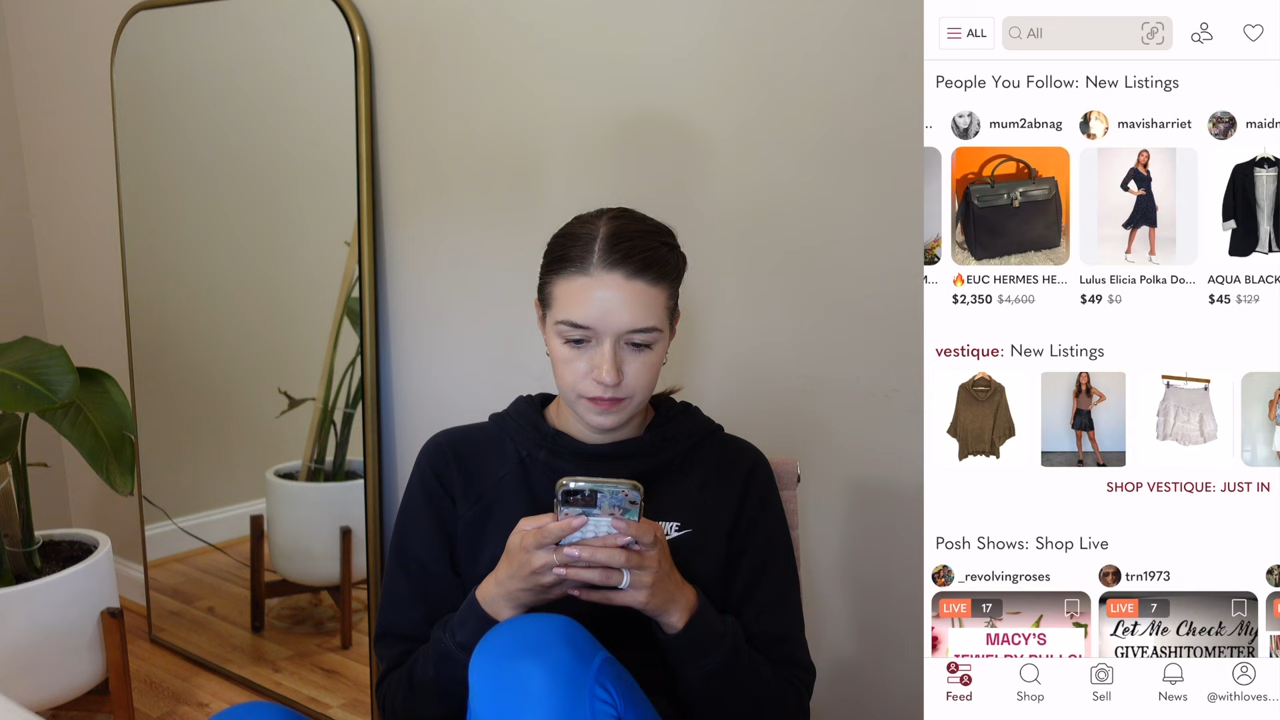 NIKE
ALL
All
People You Follow: New Listings
mum2abnag
mavisharriet
🔥EUC HERMES HE...
Lulus Elicia Polka Do...
AQUA BLACK
$2,350 $4,600
$49 $0
$45 $129
vestique: New Listings
SHOP VESTIQUE: JUST IN
Posh Shows: Shop Live
_revolvingroses
trn1973
LIVE 17
LIVE 7
MACY'S
Let Me Check My
GIVEASHITOMETER
Feed
Shop
Sell
News
@withloves...